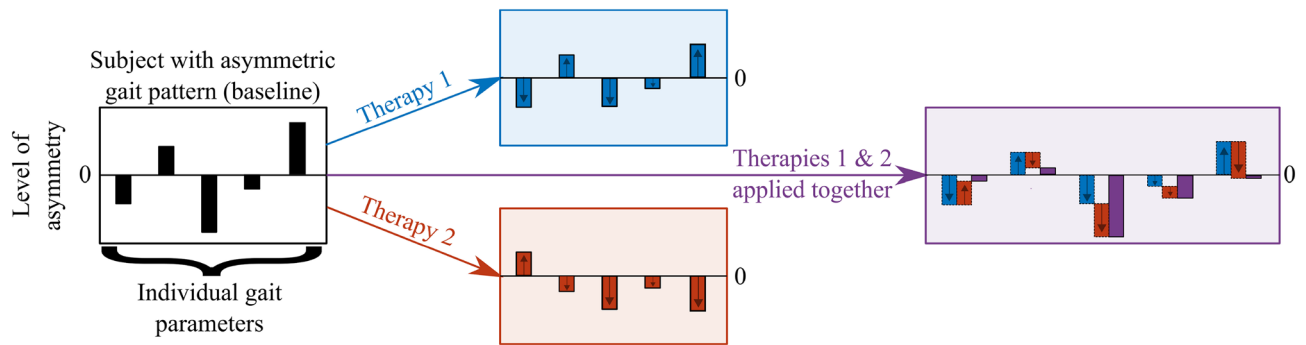 Subject with asymmetric
gait pattern (baseline)
Level of
asymmetry
0
Individual gait
parameters
Therapy 1
0
Therapy 2
0
Therapies 1 & 2
applied together
0